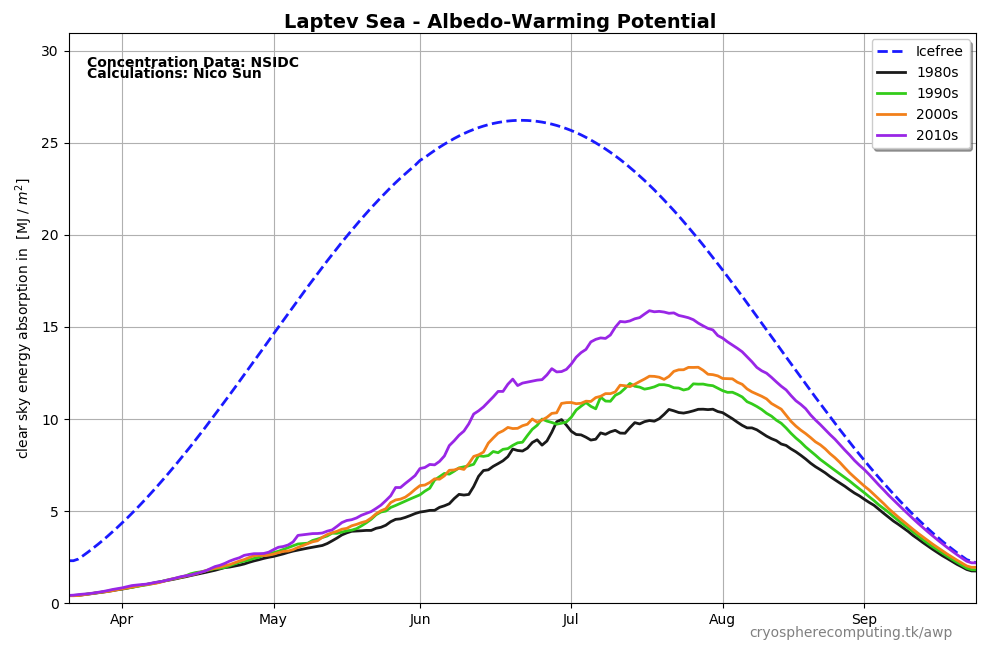 Laptev Sea - Albedo-Warming Potential
Concentration Data: NSIDC
Calculations: Nico Sun
Icefree
1980s
1990s
2000s
2010s
clear sky energy absorption in [MJ / m²]
30
25
20
15
10
5
0
Apr
May
Jun
Jul
Aug
Sep
cryospherecomputing.tk/awp